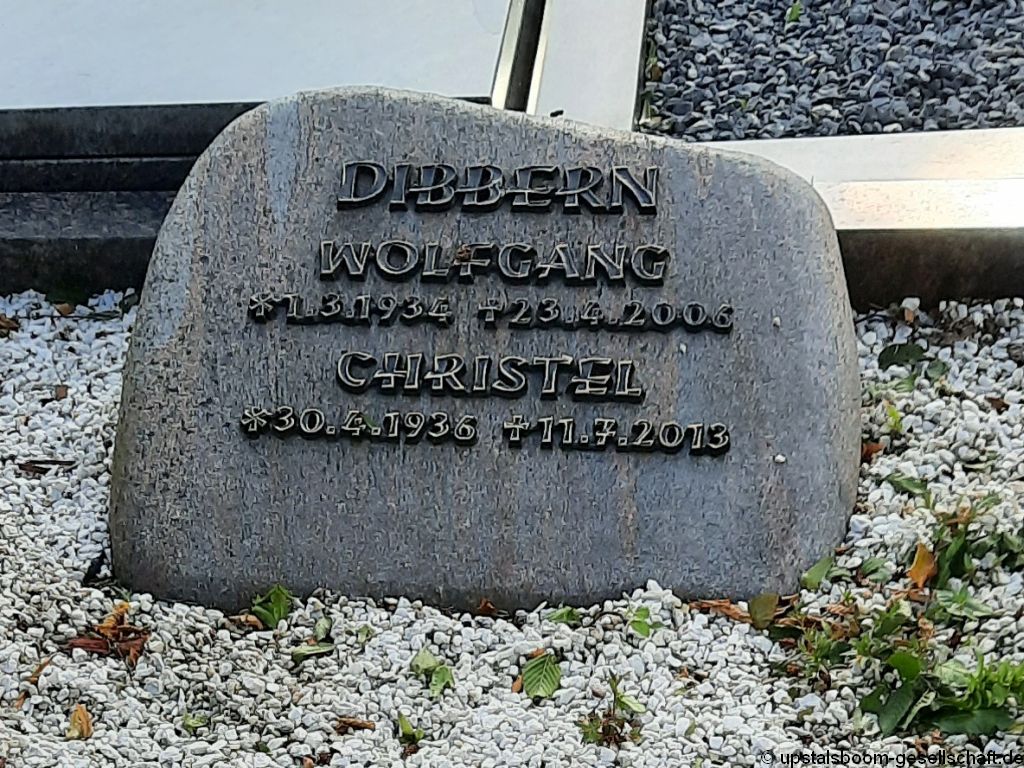 DIBBERN
WOLFGANG
*1.3.1934 †23.4.2006
CHRISTEL
*30.4.1936 †11.7.2013
© upstalsboom-gesellschaft.de